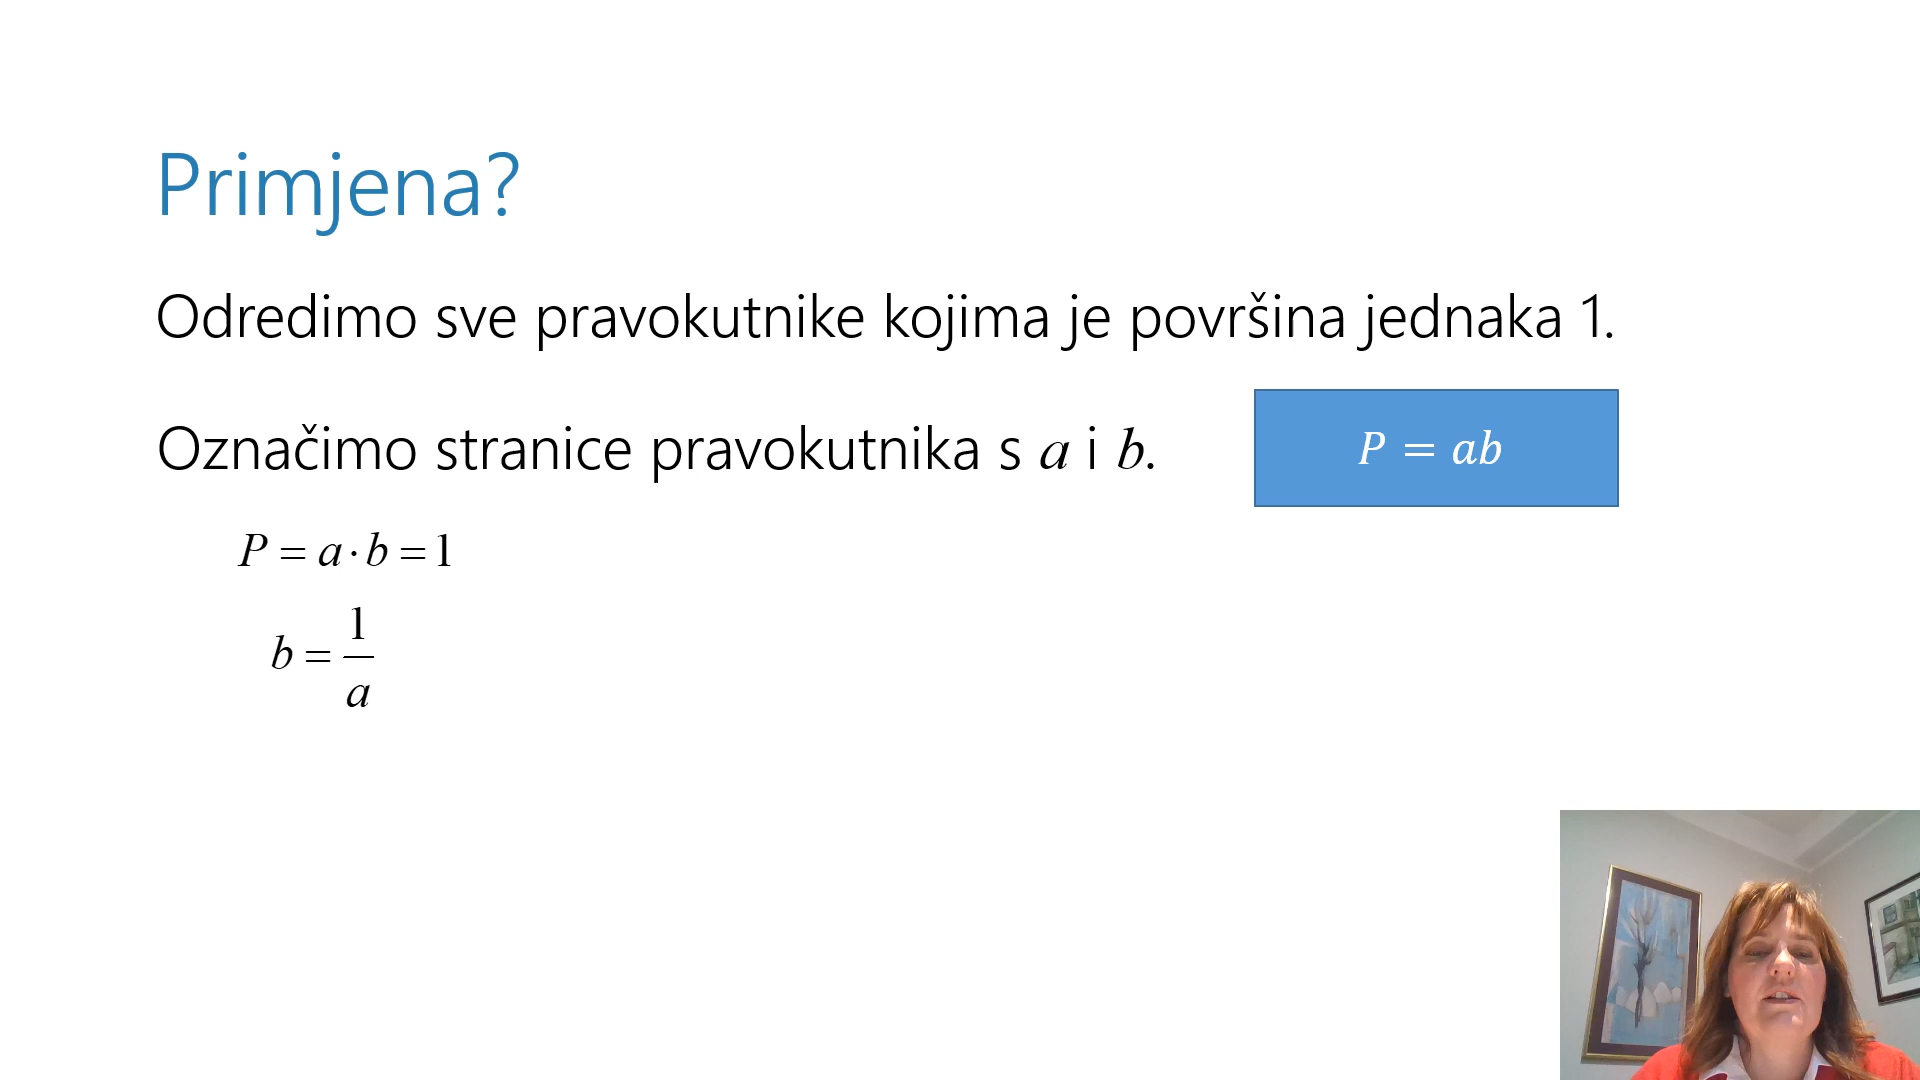 Primjena?
Odredimo sve pravokutnike kojima je površina jednaka 1.
Označimo stranice pravokutnika s a i b.
P = ab
P = a · b = 1
b = 1/a